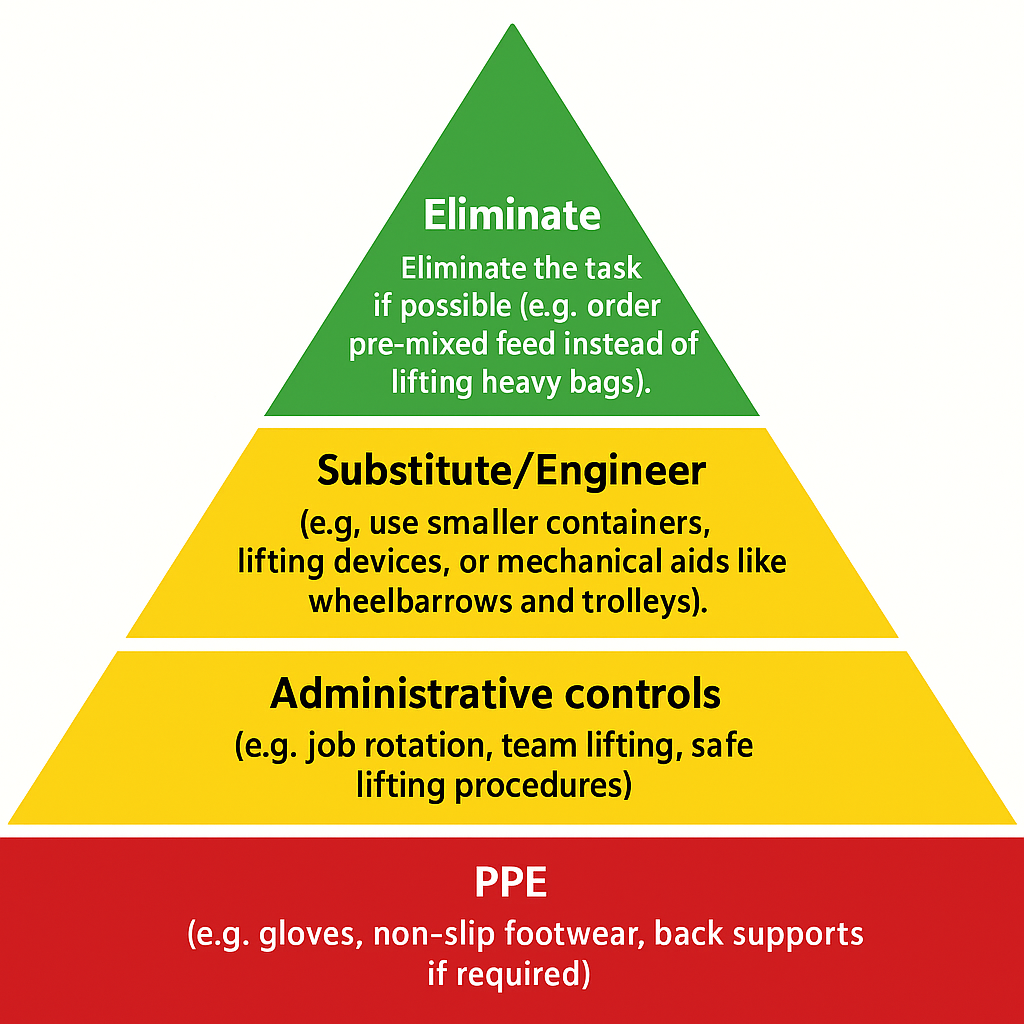 Eliminate
Eliminate the task
if possible (e.g. order
pre-mixed feed instead of
lifting heavy bags).
Substitute/Engineer
(e.g, use smaller containers,
lifting devices, or mechanical aids like
wheelbarrows and trolleys).
Administrative controls
(e.g. job rotation, team lifting, safe
lifting procedures)
PPE
(e.g. gloves, non-slip footwear, back supports
if required)